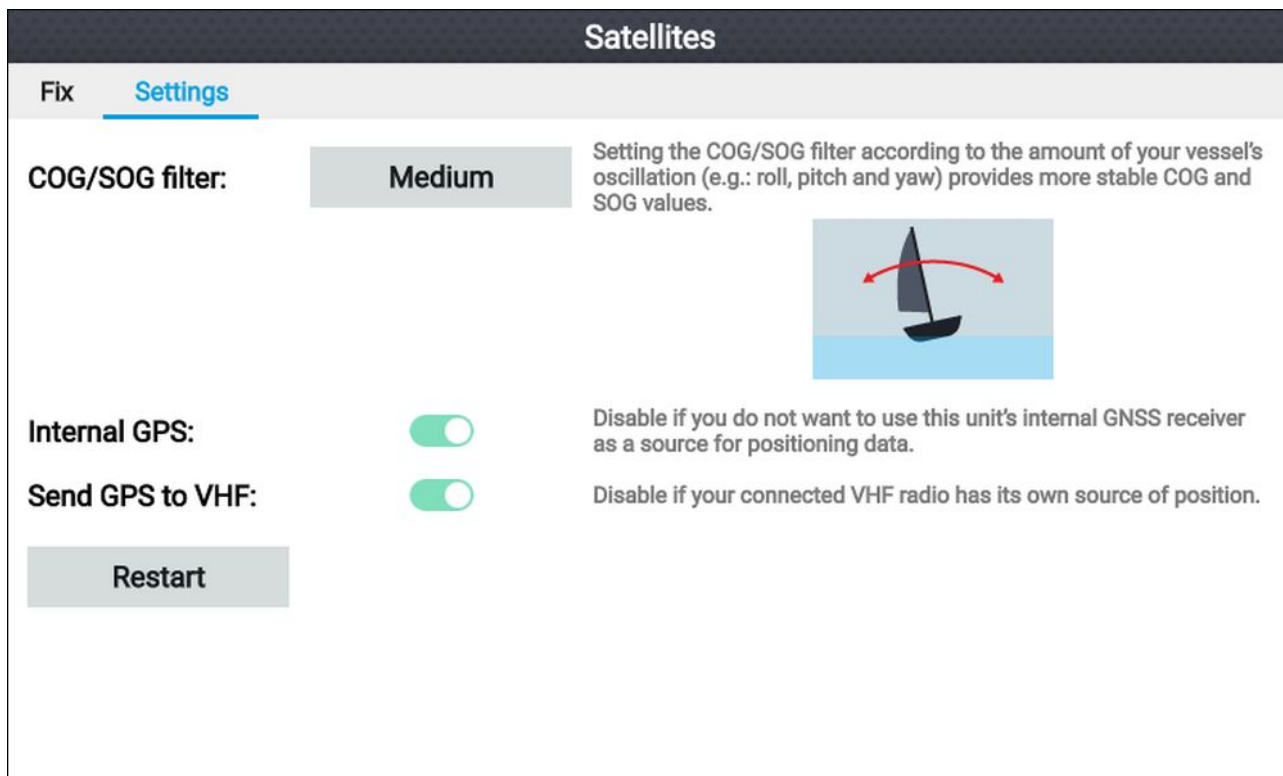 Satellites
Fix Settings
COG/SOG filter:
Medium
Setting the COG/SOG filter according to the amount of your vessel's
oscillation (e.g.: roll, pitch and yaw) provides more stable COG and
SOG values.
Internal GPS:
Disable if you do not want to use this unit's internal GNSS receiver
as a source for positioning data.
Send GPS to VHF:
Disable if your connected VHF radio has its own source of position.
Restart